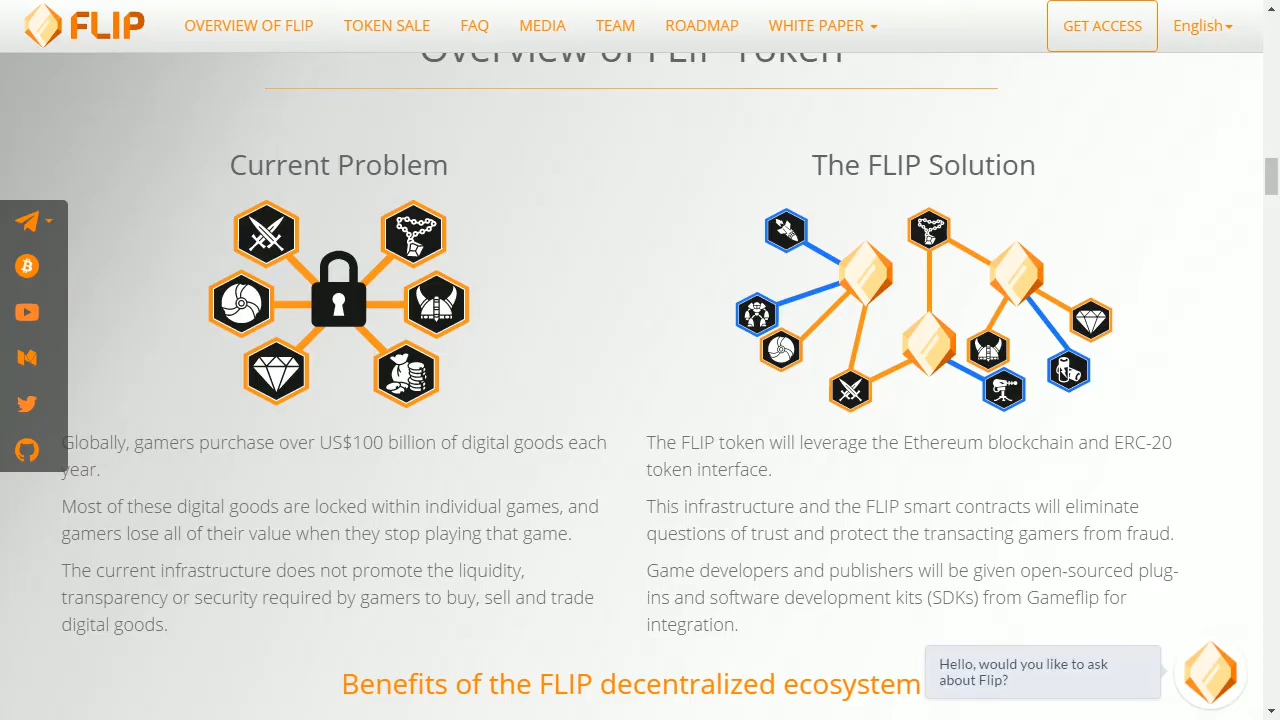 FLIP
OVERVIEW OF FLIP
TOKEN SALE
FAQ
MEDIA
TEAM
ROADMAP
WHITE PAPER
GET ACCESS
English
Overview of FLIP Token
Current Problem
The FLIP Solution
Globally, gamers purchase over US$100 billion of digital goods each
year.
Most of these digital goods are locked within individual games, and
gamers lose all of their value when they stop playing that game.
The current infrastructure does not promote the liquidity,
transparency or security required by gamers to buy, sell and trade
digital goods.
The FLIP token will leverage the Ethereum blockchain and ERC-20
token interface.
This infrastructure and the FLIP smart contracts will eliminate
questions of trust and protect the transacting gamers from fraud.
Game developers and publishers will be given open-sourced plug-
ins and software development kits (SDKs) from Gameflip for
integration.
Benefits of the FLIP decentralized ecosystem
Hello, would you like to ask
about Flip?